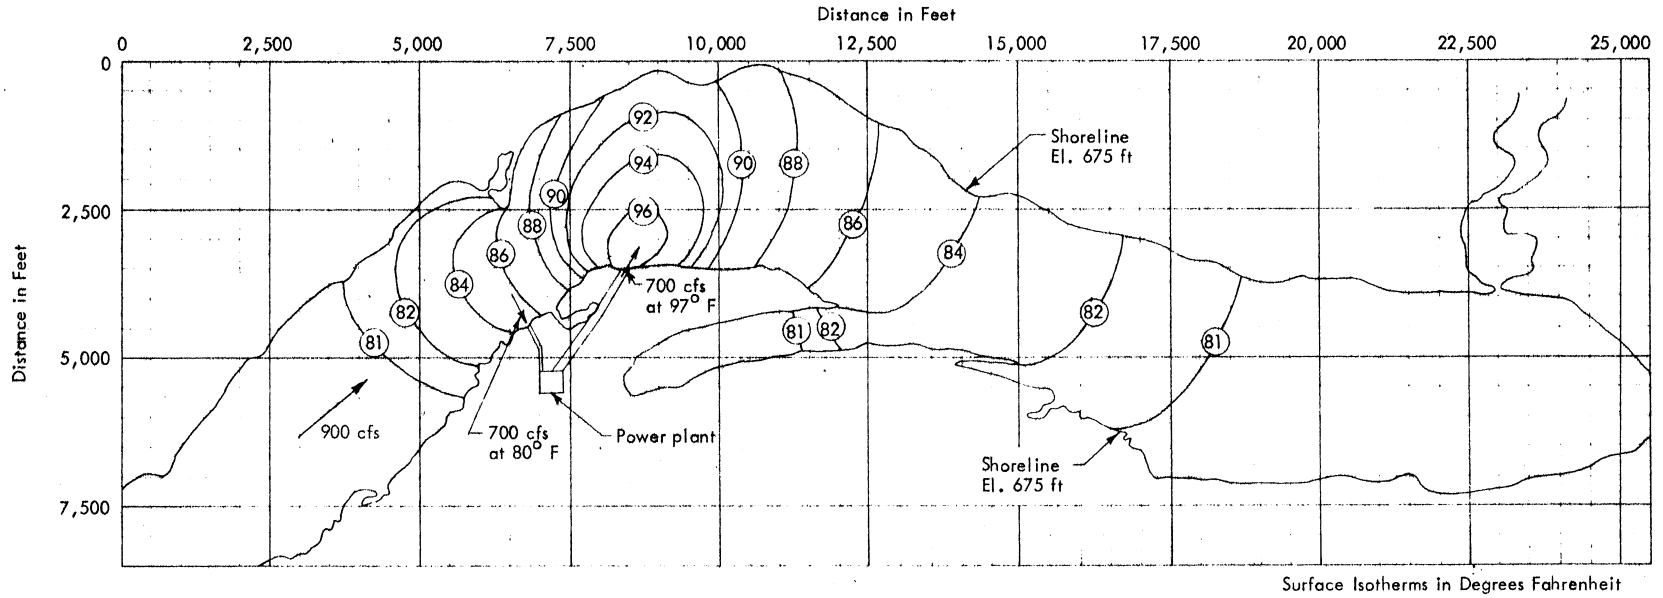 Distance in Feet
0 2,500 5,000 7,500 10,000 12,500 15,000 17,500 20,000 22,500 25,000
0
92
Shoreline
El. 675 ft
94 90 88
90
2,500
96
88 86
86 84
84
700 cfs
at 97° F
82 82
81 82
81 81
5,000
Distance in Feet
900 cfs
700 cfs
at 80° F
Power plant
Shoreline
El. 675 ft
7,500
Surface Isotherms in Degrees Fahrenheit